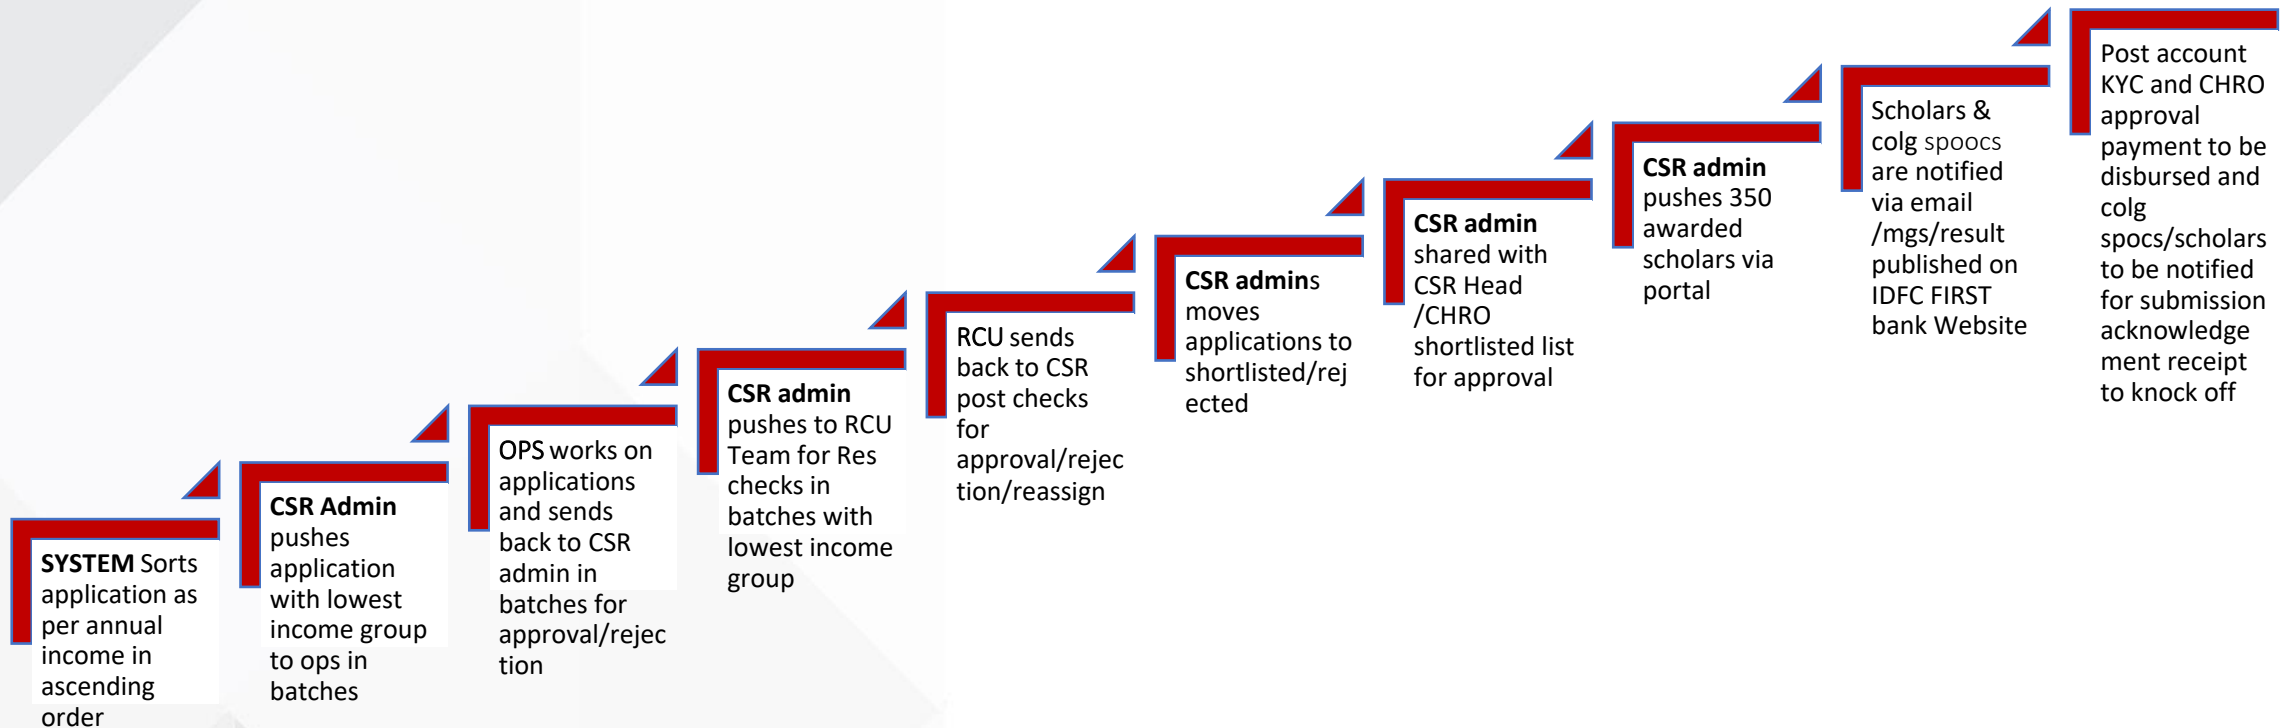 SYSTEM Sorts
application as
per annual
income in
ascending
order
CSR Admin
pushes
application
with lowest
income group
to ops in
batches
OPS works on
applications
and sends
back to CSR
admin in
batches for
approval/rejec
tion
CSR admin
pushes to RCU
Team for Res
checks in
batches with
lowest income
group
RCU sends
back to CSR
post checks
for
approval/rejec
tion/reassign
CSR admins
moves
applications to
shortlisted/rej
ected
CSR admin
shared with
CSR Head
/CHRO
shortlisted list
for approval
CSR admin
pushes 350
awarded
scholars via
portal
Scholars &
colg spoocs
are notified
via email
/mgs/result
published on
IDFC FIRST
bank Website
Post account
KYC and CHRO
approval
payment to be
disbursed and
colg
spocs/scholars
to be notified
for submission
acknowledge
ment receipt
to knock off